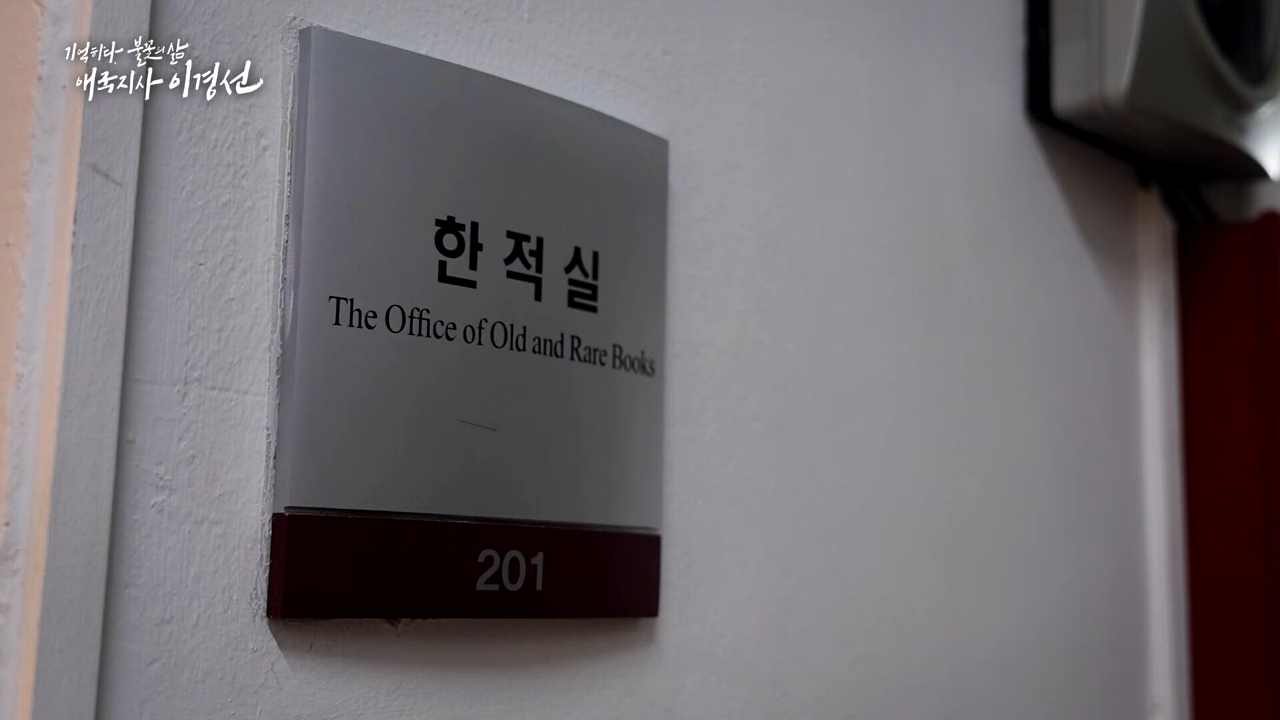 기억하다 불꽃의 삶
애국지사 이경선
한적실
The Office of Old and Rare Books
201